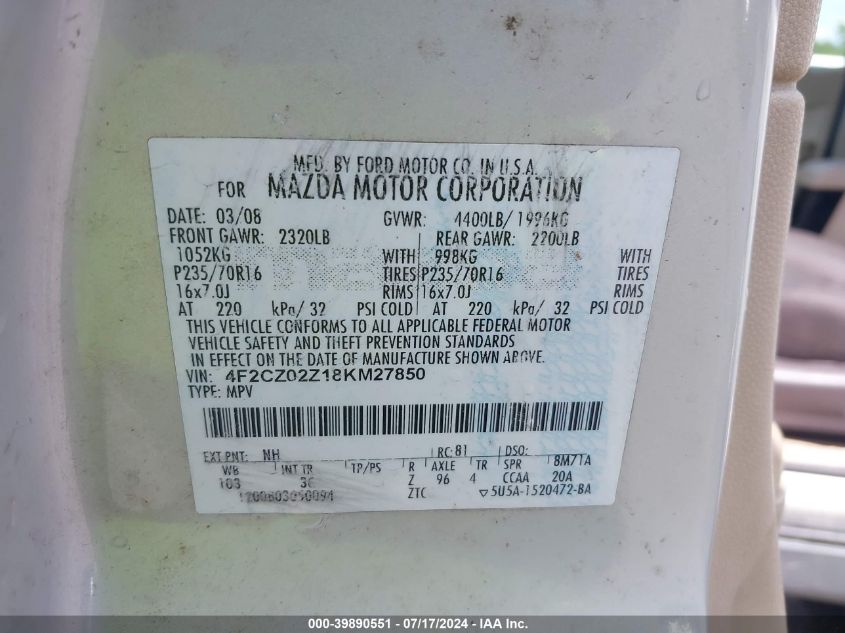 MFD. BY FORD MOTOR CO. IN U.S.A.
FOR MAZDA MOTOR CORPORATION
DATE: 03/08 GVWR: 4400LB/ 1996KG
FRONT GAWR: 2320LB REAR GAWR: 2200LB
1052KG WITH 998KG WITH
P235/70R16 TIRES P235/70R16 TIRES
16x7.0J RIMS 16x7.0J RIMS
AT 220 kPa/ 32 PSI COLD AT 220 kPa/ 32 PSI COLD
THIS VEHICLE CONFORMS TO ALL APPLICABLE FEDERAL MOTOR
VEHICLE SAFETY AND THEFT PREVENTION STANDARDS
IN EFFECT ON THE DATE OF MANUFACTURE SHOWN ABOVE.
VIN: 4F2CZ02Z18KM27850
TYPE: MPV
EXT PNT: NH RC: 81 DSO:
WB INT TR TP/PS R AXLE TR SPR 8M71A
103 3K Z 96 4 CCAA 20A
ZTC 5U5A-1520472-BA
000-39890551 - 07/17/2024 - IAA Inc.